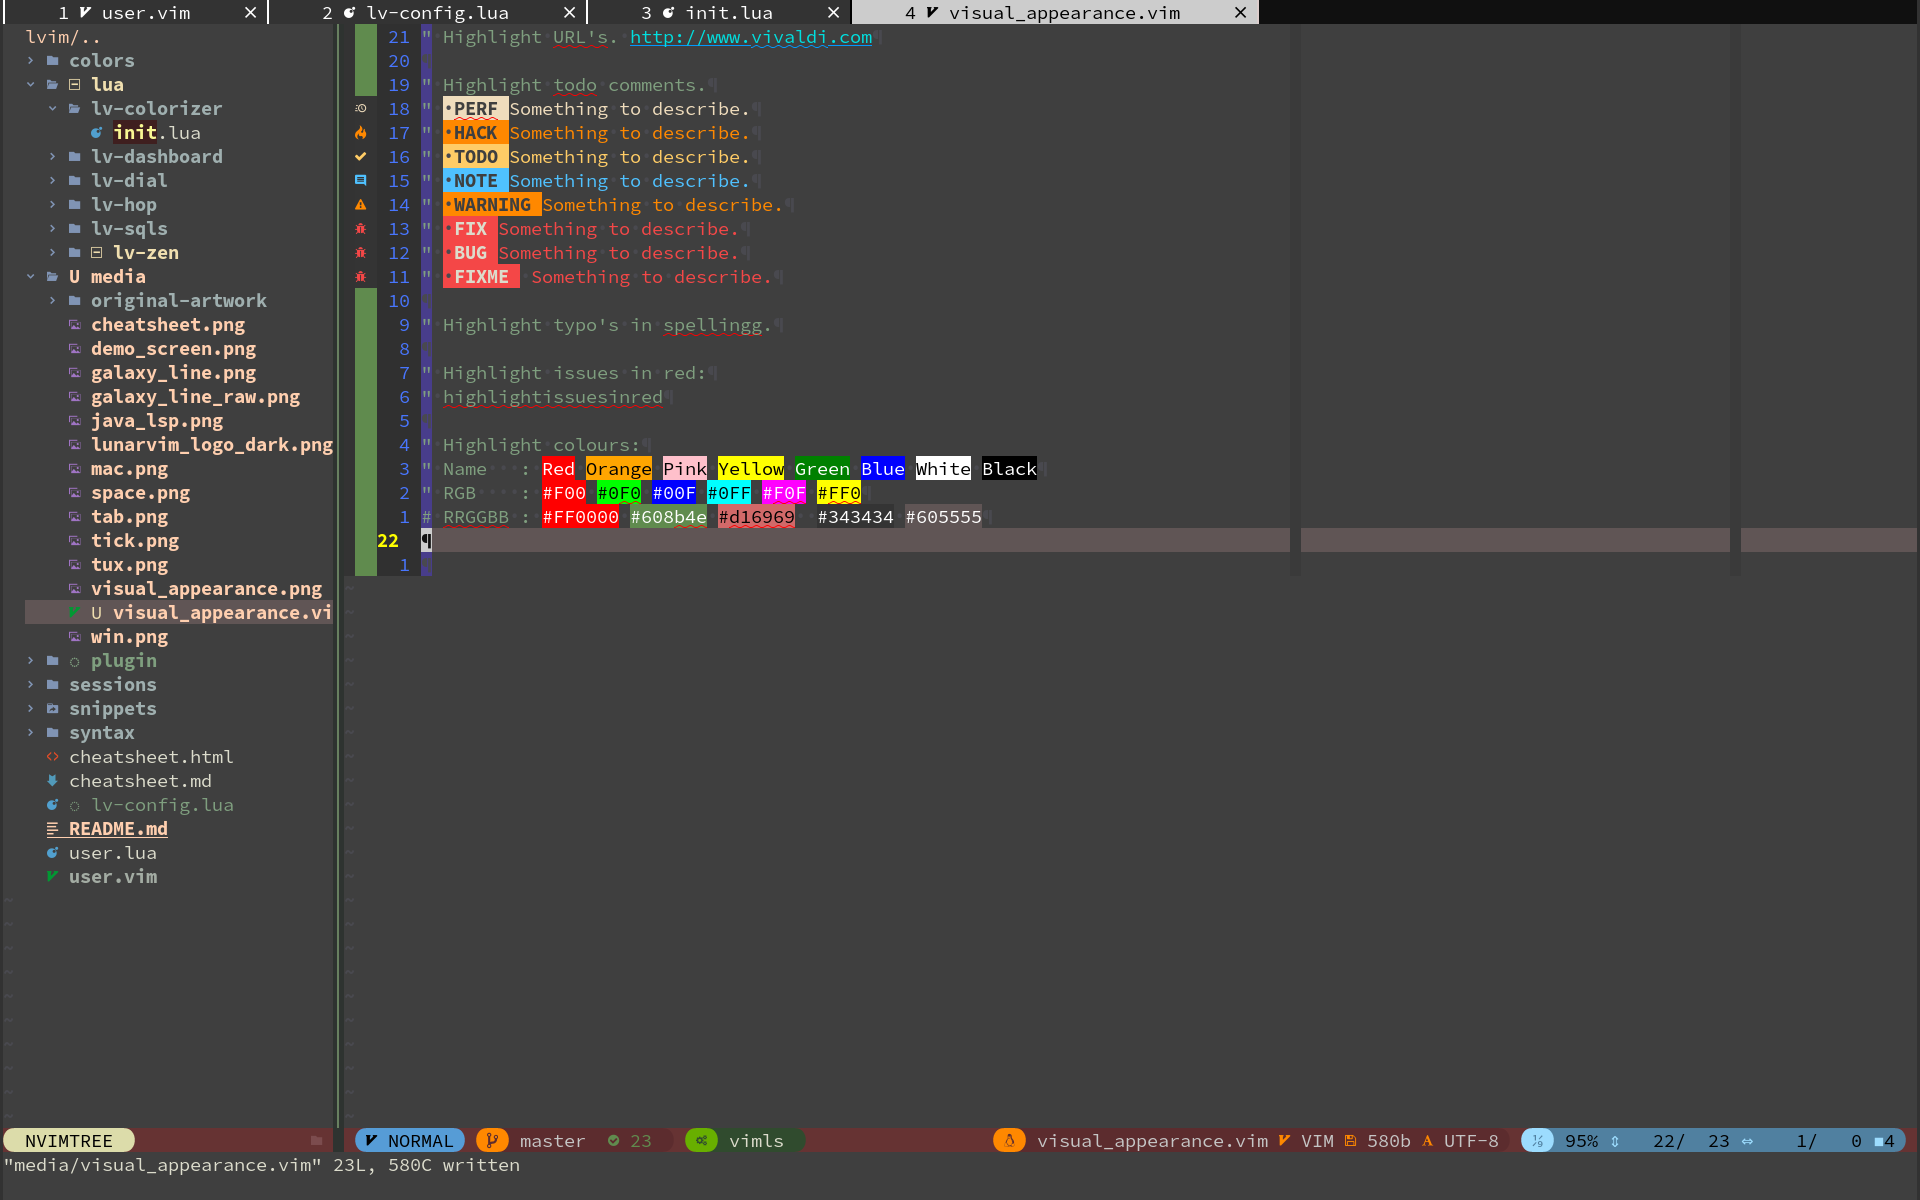 1 user.vim ✕ 2 lv-config.lua ✕ 3 init.lua ✕ 4 visual_appearance.vim ✕
lvim/..
colors
lua
lv-colorizer
init.lua
lv-dashboard
lv-dial
lv-hop
lv-sqls
lv-zen
U media
original-artwork
cheatsheet.png
demo_screen.png
galaxy_line.png
galaxy_line_raw.png
java_lsp.png
lunarvim_logo_dark.png
mac.png
space.png
tab.png
tick.png
tux.png
visual_appearance.png
U visual_appearance.vi
win.png
plugin
sessions
snippets
syntax
cheatsheet.html
cheatsheet.md
lv-config.lua
README.md
user.lua
user.vim
21 " Highlight URL's. http://www.vivaldi.com¶
20
19 " Highlight todo comments.¶
18 " PERF Something to describe.¶
17 " HACK Something to describe.¶
16 " TODO Something to describe.¶
15 " NOTE Something to describe.¶
14 " WARNING Something to describe.¶
13 " FIX Something to describe.¶
12 " BUG Something to describe.¶
11 " FIXME Something to describe.¶
10
9 " Highlight typo's in spellingg.¶
8
7 " Highlight issues in red:¶
6 " highlightissuesinred¶
5
4 " Highlight colours:¶
3 " Name : Red Orange Pink Yellow Green Blue White Black¶
2 " RGB : #F00 #0F0 #00F #0FF #F0F #FF0¶
1 # RRGGBB : #FF0000 #608b4e #d16969 #343434 #605555¶
22 ¶
1
NVIMTREE NORMAL master 23 vimls visual_appearance.vim VIM 580b A UTF-8 95% 22/ 23 1/ 0 4
"media/visual_appearance.vim" 23L, 580C written